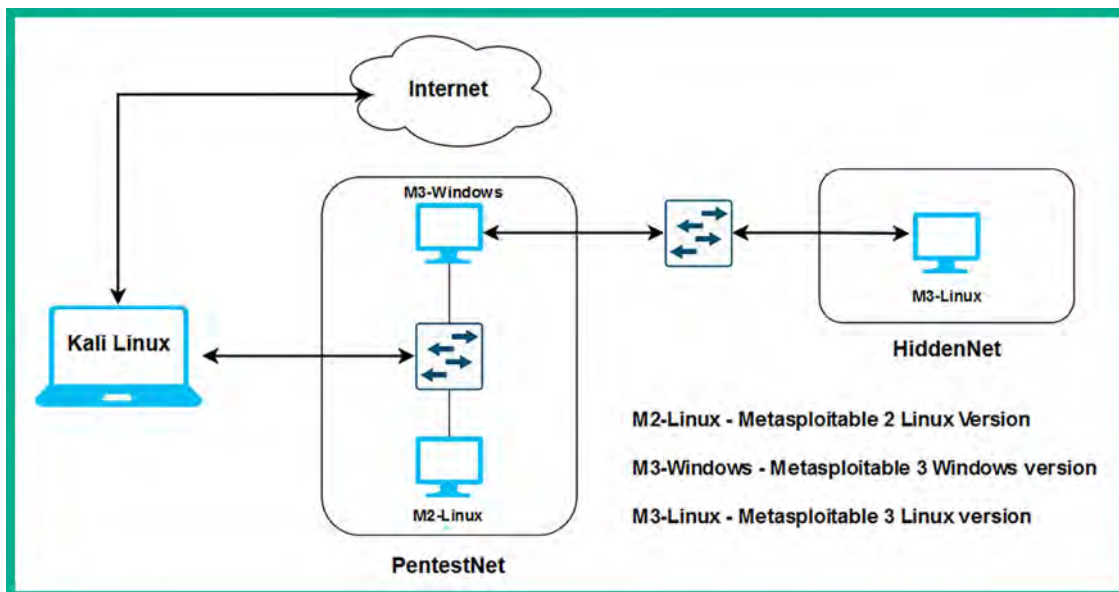 Internet
M3-Windows
Kali Linux
M3-Linux
HiddenNet
M2-Linux
PentestNet
M2-Linux - Metasploitable 2 Linux Version
M3-Windows - Metasploitable 3 Windows version
M3-Linux - Metasploitable 3 Linux version